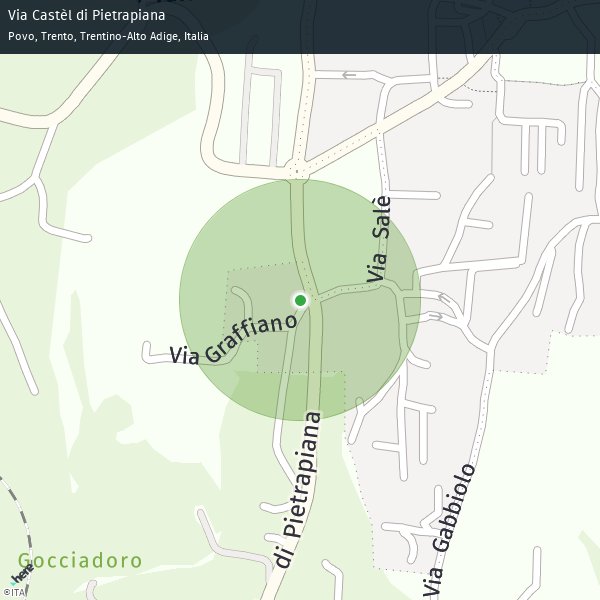 Via Castèl di Pietrapiana
Povo, Trento, Trentino-Alto Adige, Italia
Via Salè
Via Graffiano
di Pietrapiana
Via Gabbiolo
Gocciadoro
here
©ITA